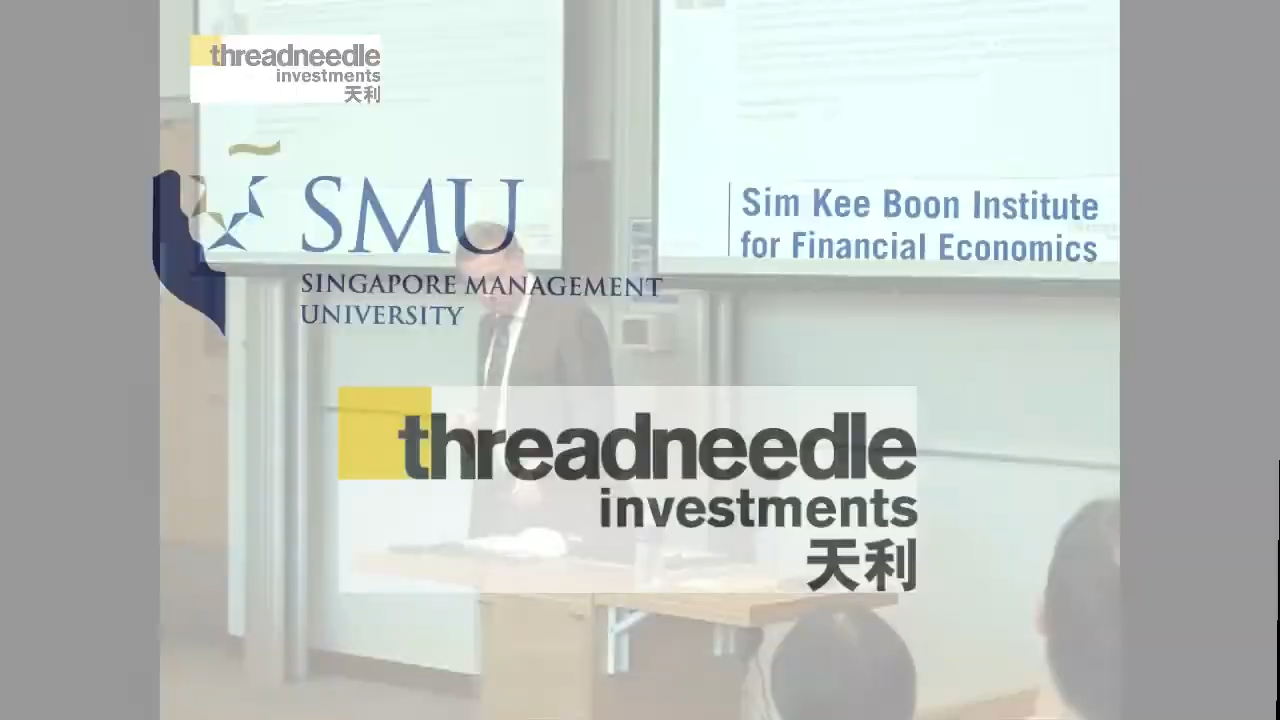 threadneedle
investments
天利
SMU
SINGAPORE MANAGEMENT
UNIVERSITY
Sim Kee Boon Institute
for Financial Economics
threadneedle
investments
天利